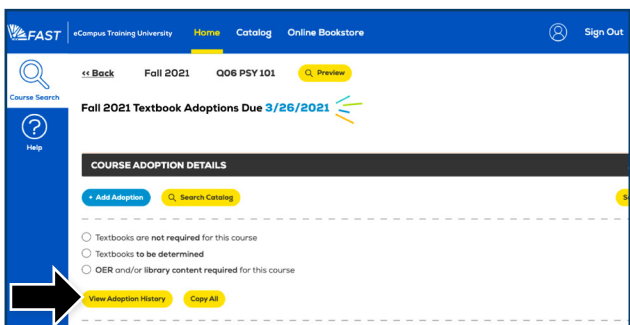 FAST eCampus Training University Home Catalog Online Bookstore Sign Out
Course Search
Help
<< Back Fall 2021 Q06 PSY 101 Preview
Fall 2021 Textbook Adoptions Due 3/26/2021
COURSE ADOPTION DETAILS
+ Add Adoption Search Catalog
Textbooks are not required for this course
Textbooks to be determined
OER and/or library content required for this course
View Adoption History Copy All